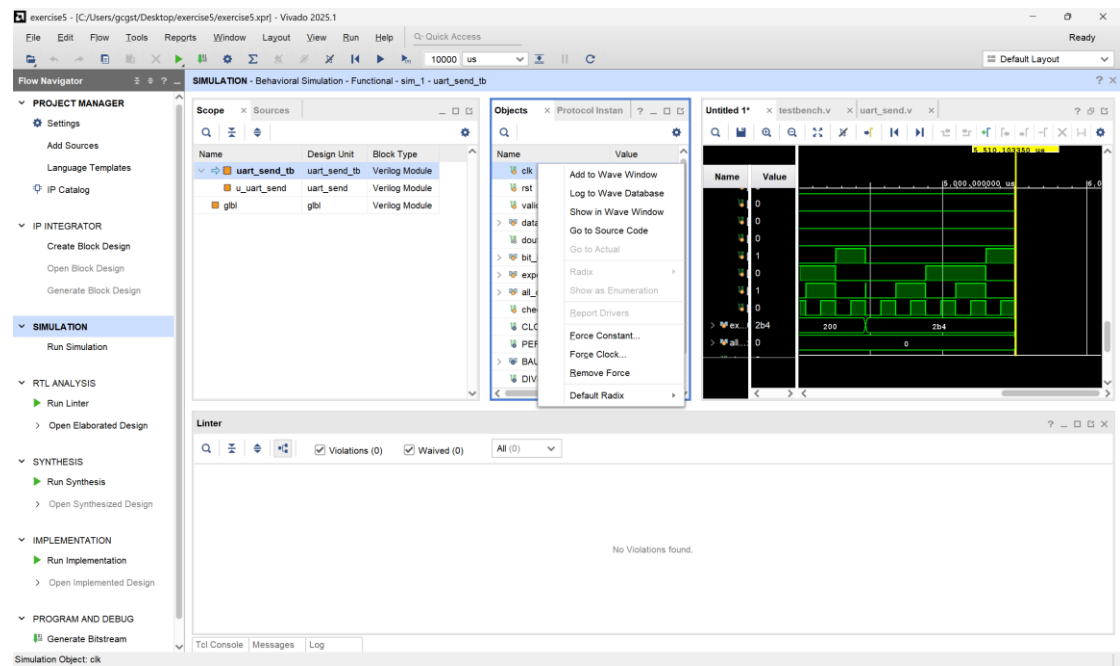 exercise5 - [C:/Users/gcgst/Desktop/exercise5/exercise5.xpr] - Vivado 2025.1
File Edit Flow Tools Reports Window Layout View Run Help Quick Access
Ready
10000 us
Default Layout
Flow Navigator
SIMULATION - Behavioral Simulation - Functional - sim_1 - uart_send_tb
PROJECT MANAGER
Settings
Add Sources
Language Templates
IP Catalog
IP INTEGRATOR
Create Block Design
Open Block Design
Generate Block Design
SIMULATION
Run Simulation
RTL ANALYSIS
Run Linter
Open Elaborated Design
SYNTHESIS
Run Synthesis
Open Synthesized Design
IMPLEMENTATION
Run Implementation
Open Implemented Design
PROGRAM AND DEBUG
Generate Bitstream
Scope Sources
Name Design Unit Block Type
uart_send_tb uart_send_tb Verilog Module
u_uart_send uart_send Verilog Module
glbl glbl Verilog Module
Objects Protocol Instan
Name Value
clk
rst
valid
data
dou
bit_
exp
all_
che
CLO
PER
BAU
DIV
Add to Wave Window
Log to Wave Database
Show in Wave Window
Go to Source Code
Go to Actual
Radix
Show as Enumeration
Report Drivers
Force Constant...
Force Clock...
Remove Force
Default Radix
Untitled 1* testbench.v uart_send.v
5,510.103350 us
Name Value
5,000.000000 us 6,0
0
0
0
1
0
1
0
ex... 2b4 200 2b4
all... 0 0
Linter
Violations (0) Waived (0) All (0)
No Violations found.
Tcl Console Messages Log
Simulation Object: clk